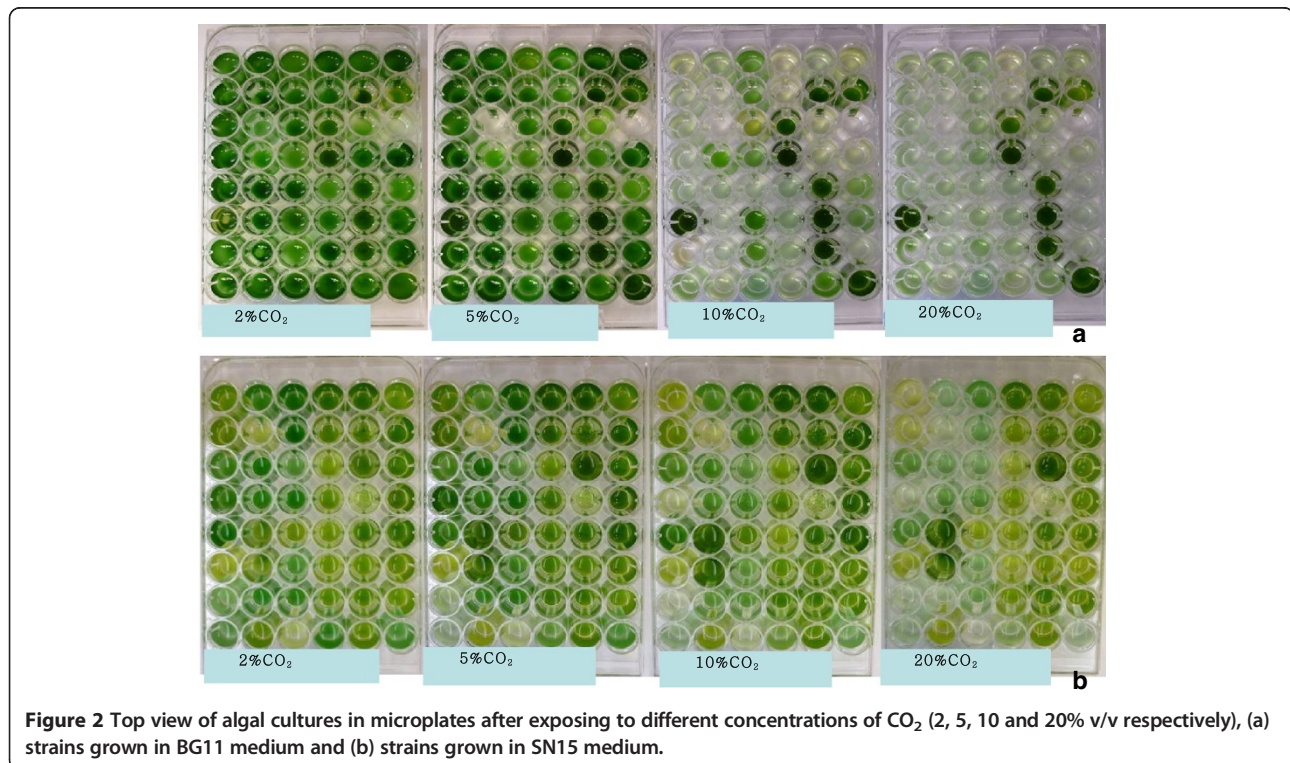 2%CO₂
5%CO₂
10%CO₂
20%CO₂
a
2%CO₂
5%CO₂
10%CO₂
20%CO₂
b
Figure 2 Top view of algal cultures in microplates after exposing to different concentrations of CO₂ (2, 5, 10 and 20% v/v respectively), (a)
strains grown in BG11 medium and (b) strains grown in SN15 medium.